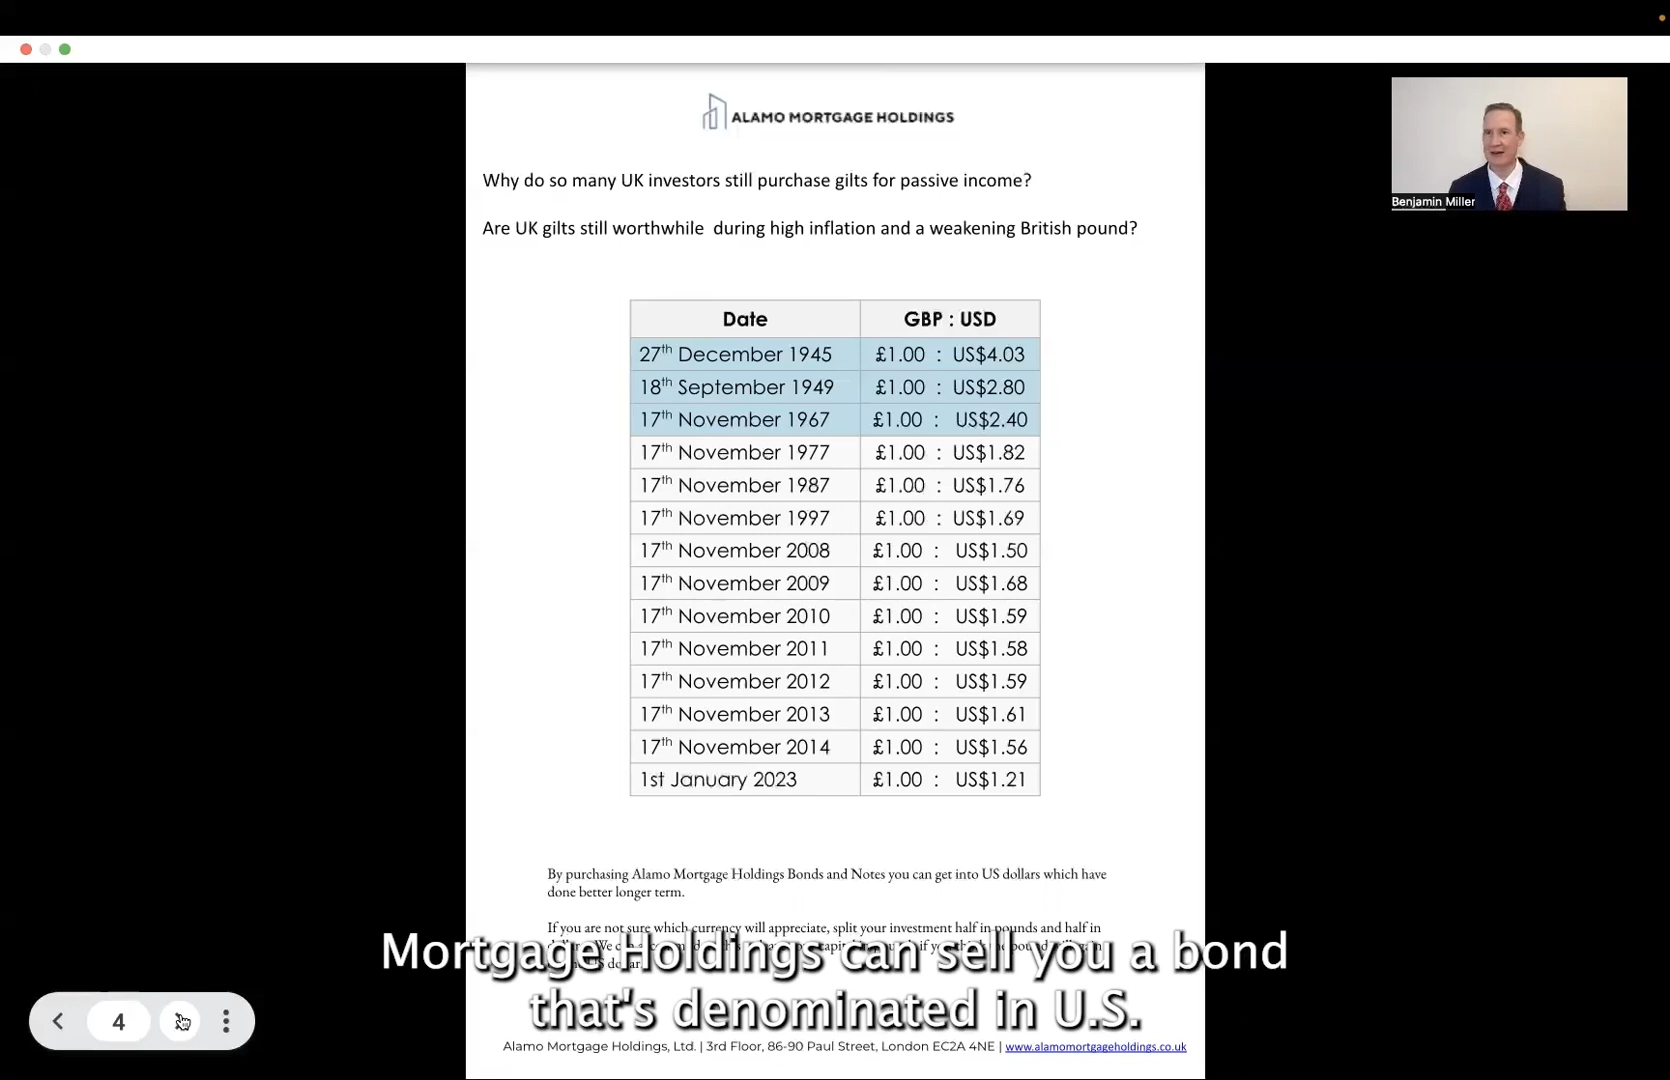 ALAMO MORTGAGE HOLDINGS
Benjamin Miller
Why do so many UK investors still purchase gilts for passive income?
Are UK gilts still worthwhile during high inflation and a weakening British pound?
Date GBP : USD
27th December 1945 £1.00 : US$4.03
18th September 1949 £1.00 : US$2.80
17th November 1967 £1.00 : US$2.40
17th November 1977 £1.00 : US$1.82
17th November 1987 £1.00 : US$1.76
17th November 1997 £1.00 : US$1.69
17th November 2008 £1.00 : US$1.50
17th November 2009 £1.00 : US$1.68
17th November 2010 £1.00 : US$1.59
17th November 2011 £1.00 : US$1.58
17th November 2012 £1.00 : US$1.59
17th November 2013 £1.00 : US$1.61
17th November 2014 £1.00 : US$1.56
1st January 2023 £1.00 : US$1.21
By purchasing Alamo Mortgage Holdings Bonds and Notes you can get into US dollars which have
done better longer term.
If you are not sure which currency will appreciate, split your investment half in pounds and half in
Mortgage Holdings can sell you a bond
that's denominated in U.S.
4
Alamo Mortgage Holdings, Ltd. | 3rd Floor, 86-90 Paul Street, London EC2A 4NE | www.alamomortgageholdings.co.uk